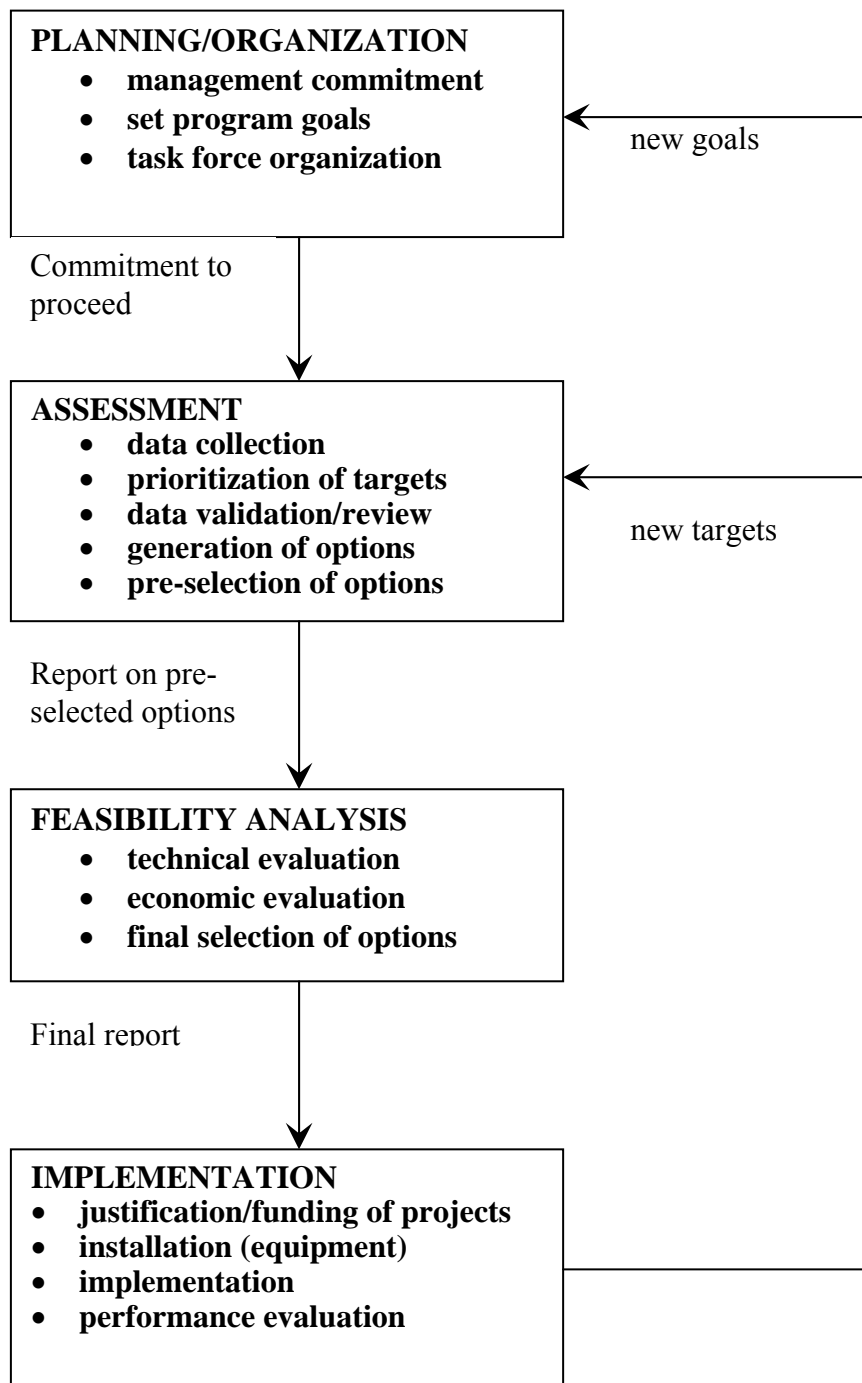 PLANNING/ORGANIZATION
• management commitment
• set program goals
• task force organization
new goals
Commitment to
proceed
ASSESSMENT
• data collection
• prioritization of targets
• data validation/review
• generation of options
• pre-selection of options
new targets
Report on pre-
selected options
FEASIBILITY ANALYSIS
• technical evaluation
• economic evaluation
• final selection of options
Final report
IMPLEMENTATION
• justification/funding of projects
• installation (equipment)
• implementation
• performance evaluation